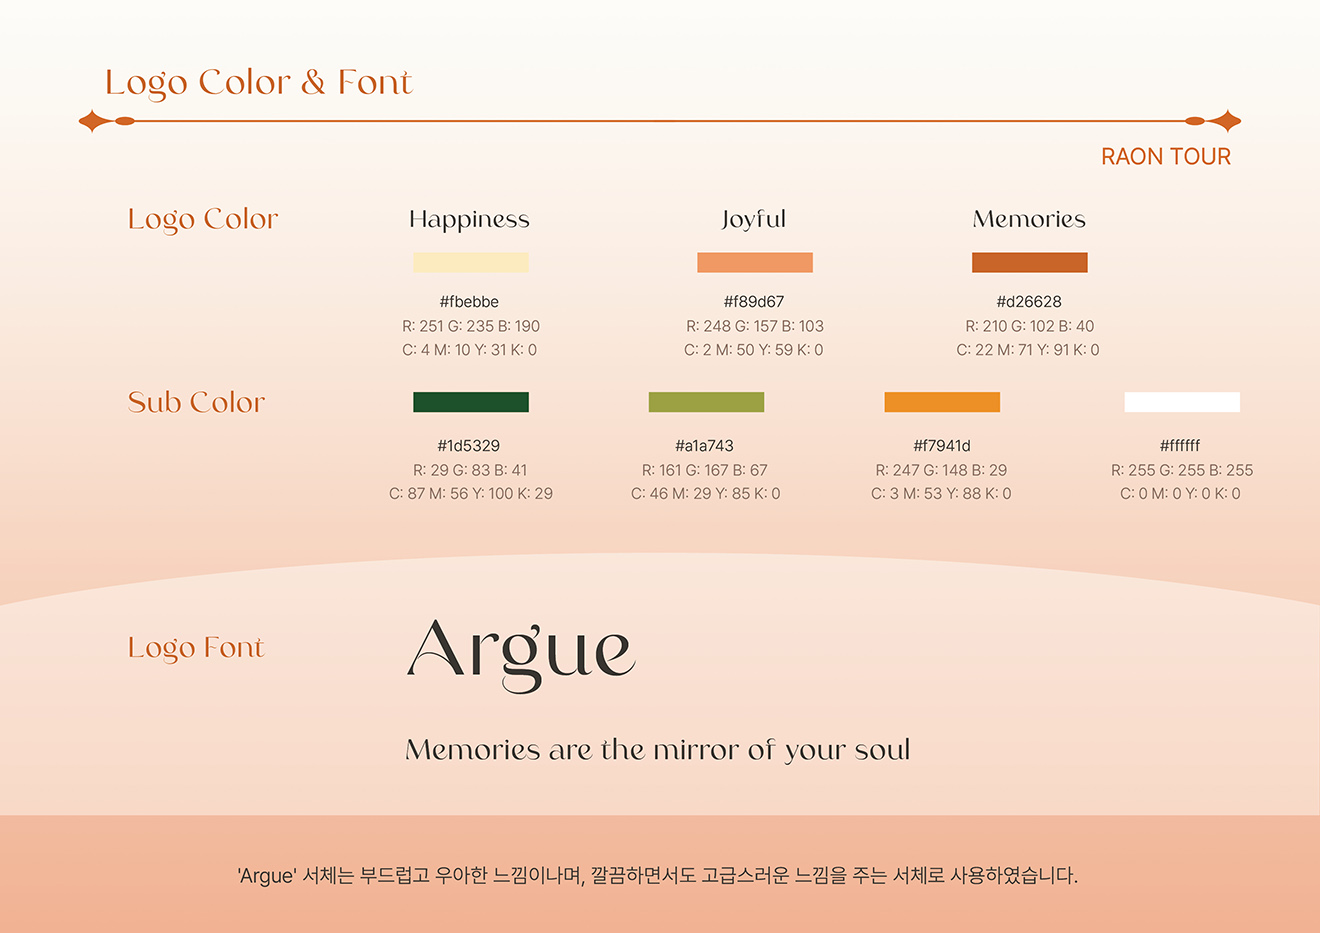 Logo Color & Font
RAON TOUR
Logo Color
Happiness
Joyful
Memories
#fbebbe
#f89d67
#d26628
R: 251 G: 235 B: 190
R: 248 G: 157 B: 103
R: 210 G: 102 B: 40
C: 4 M: 10 Y: 31 K: 0
C: 2 M: 50 Y: 59 K: 0
C: 22 M: 71 Y: 91 K: 0
Sub Color
#1d5329
#a1a743
#f7941d
#ffffff
R: 29 G: 83 B: 41
R: 161 G: 167 B: 67
R: 247 G: 148 B: 29
R: 255 G: 255 B: 255
C: 87 M: 56 Y: 100 K: 29
C: 46 M: 29 Y: 85 K: 0
C: 3 M: 53 Y: 88 K: 0
C: 0 M: 0 Y: 0 K: 0
Logo Font
Argue
Memories are the mirror of your soul
'Argue' 서체는 부드럽고 우아한 느낌이나며, 깔끔하면서도 고급스러운 느낌을 주는 서체로 사용하였습니다.